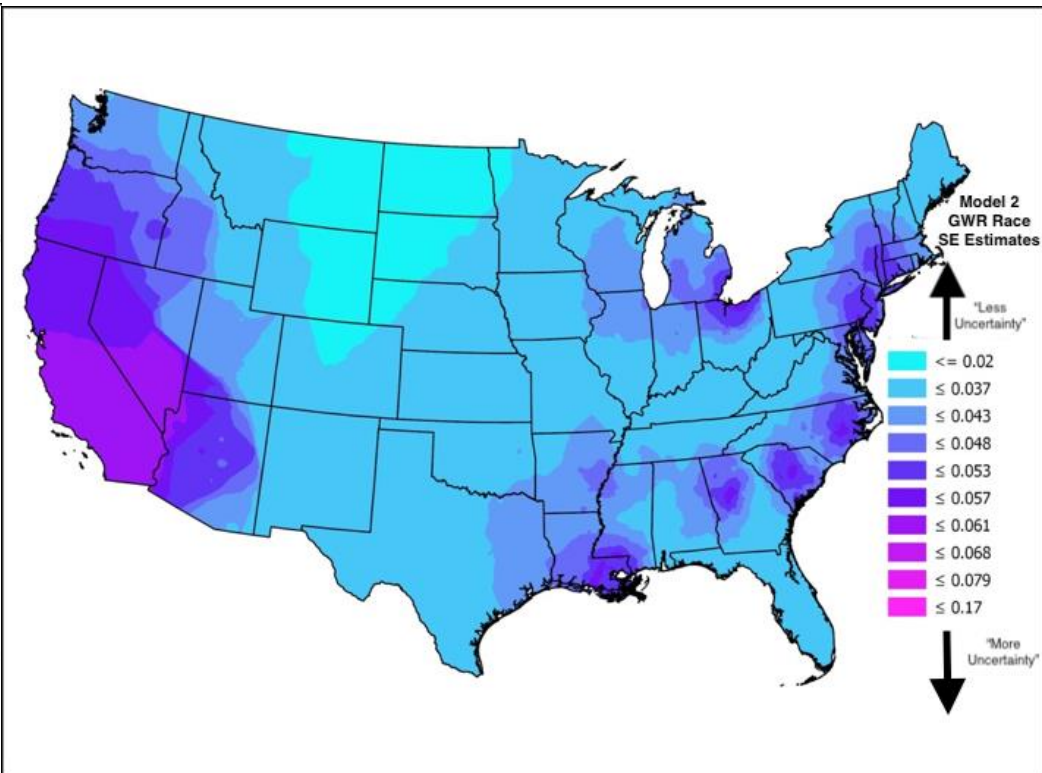 Model 2
GWR Race
SE Estimates
"Less
Uncertainty"
<= 0.02
≤ 0.037
≤ 0.043
≤ 0.048
≤ 0.053
≤ 0.057
≤ 0.061
≤ 0.068
≤ 0.079
≤ 0.17
"More
Uncertainty"